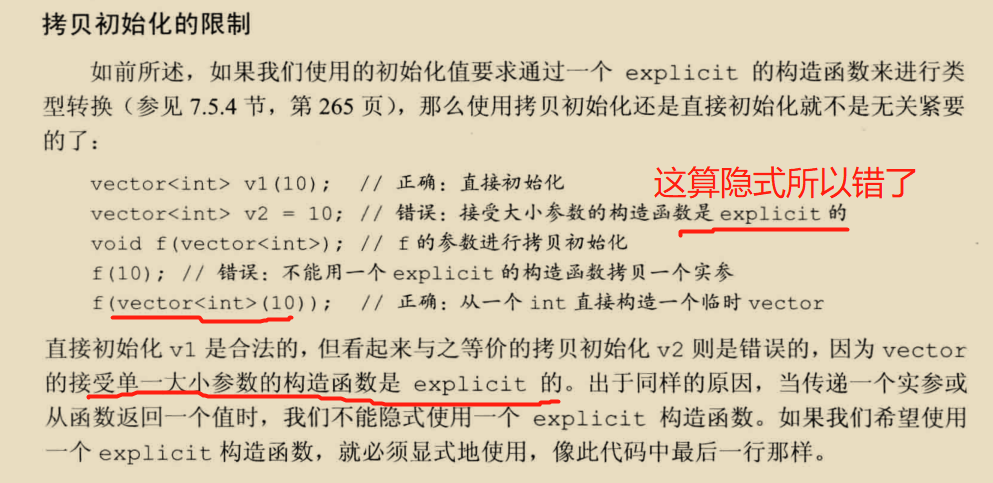 拷贝初始化的限制
如前所述，如果我们使用的初始化值要求通过一个 explicit 的构造函数来进行类
型转换（参见 7.5.4 节，第 265 页），那么使用拷贝初始化还是直接初始化就不是无关紧要
的了：
vector<int> v1(10); // 正确：直接初始化
这算隐式所以错了
vector<int> v2 = 10; // 错误：接受大小参数的构造函数是 explicit 的
void f(vector<int>); // f 的参数进行拷贝初始化
f(10); // 错误：不能用一个 explicit 的构造函数拷贝一个实参
f(vector<int>(10)); // 正确：从一个 int 直接构造一个临时 vector
直接初始化 v1 是合法的，但看起来与之等价的拷贝初始化 v2 则是错误的，因为 vector
的接受单一大小参数的构造函数是 explicit 的。出于同样的原因，当传递一个实参或
从函数返回一个值时，我们不能隐式使用一个 explicit 构造函数。如果我们希望使用
一个 explicit 构造函数，就必须显式地使用，像此代码中最后一行那样。